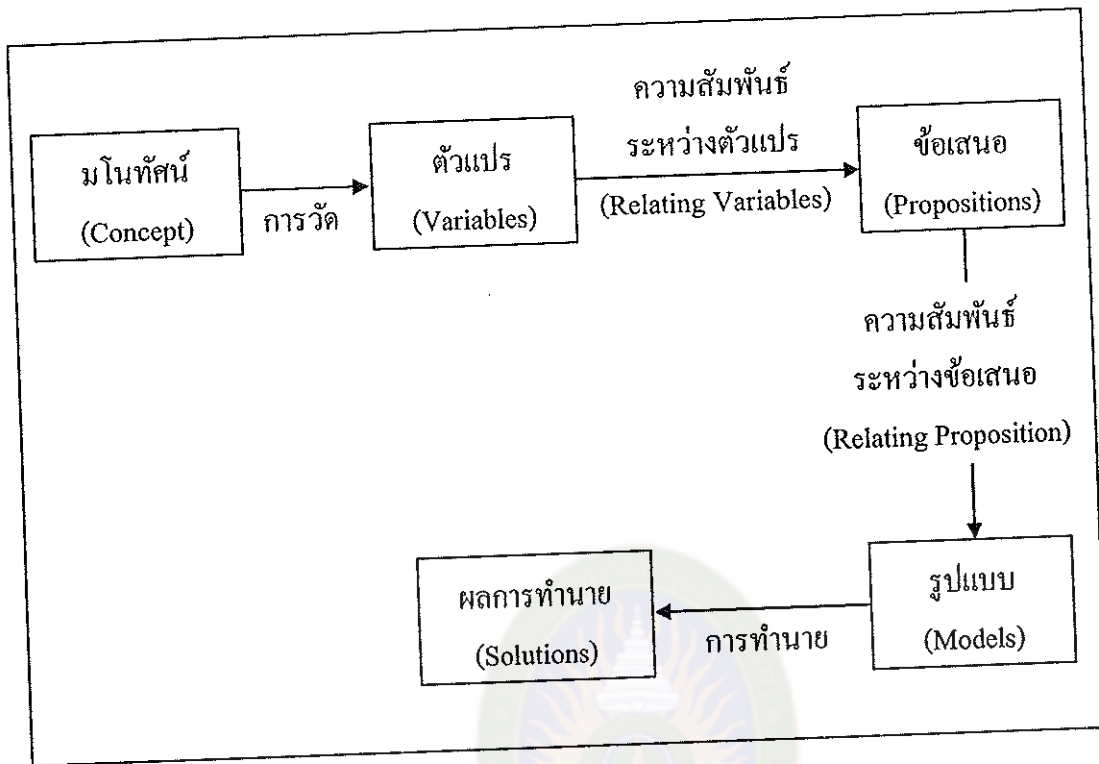 มโนทัศน์
(Concept)
การวัด
ตัวแปร
(Variables)
ความสัมพันธ์
ระหว่างตัวแปร
(Relating Variables)
ข้อเสนอ
(Propositions)
ความสัมพันธ์
ระหว่างข้อเสนอ
(Relating Proposition)
รูปแบบ
(Models)
การทำนาย
ผลการทำนาย
(Solutions)